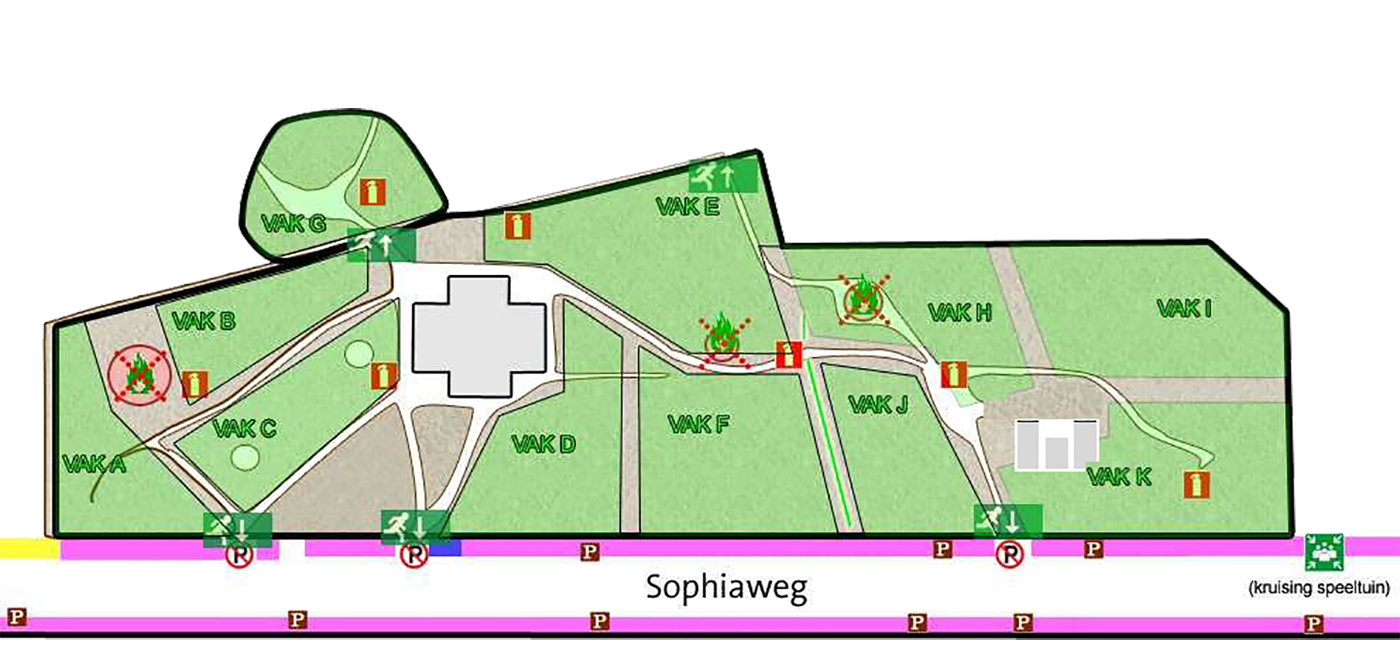 VAK G
VAK E
VAK B
VAK H
VAK I
VAK C
VAK J
VAK F
VAK D
VAK A
VAK K
P
P
P
P
P
P
Sophiaweg
(kruising speeltuin)
P
P
P
P
P
P